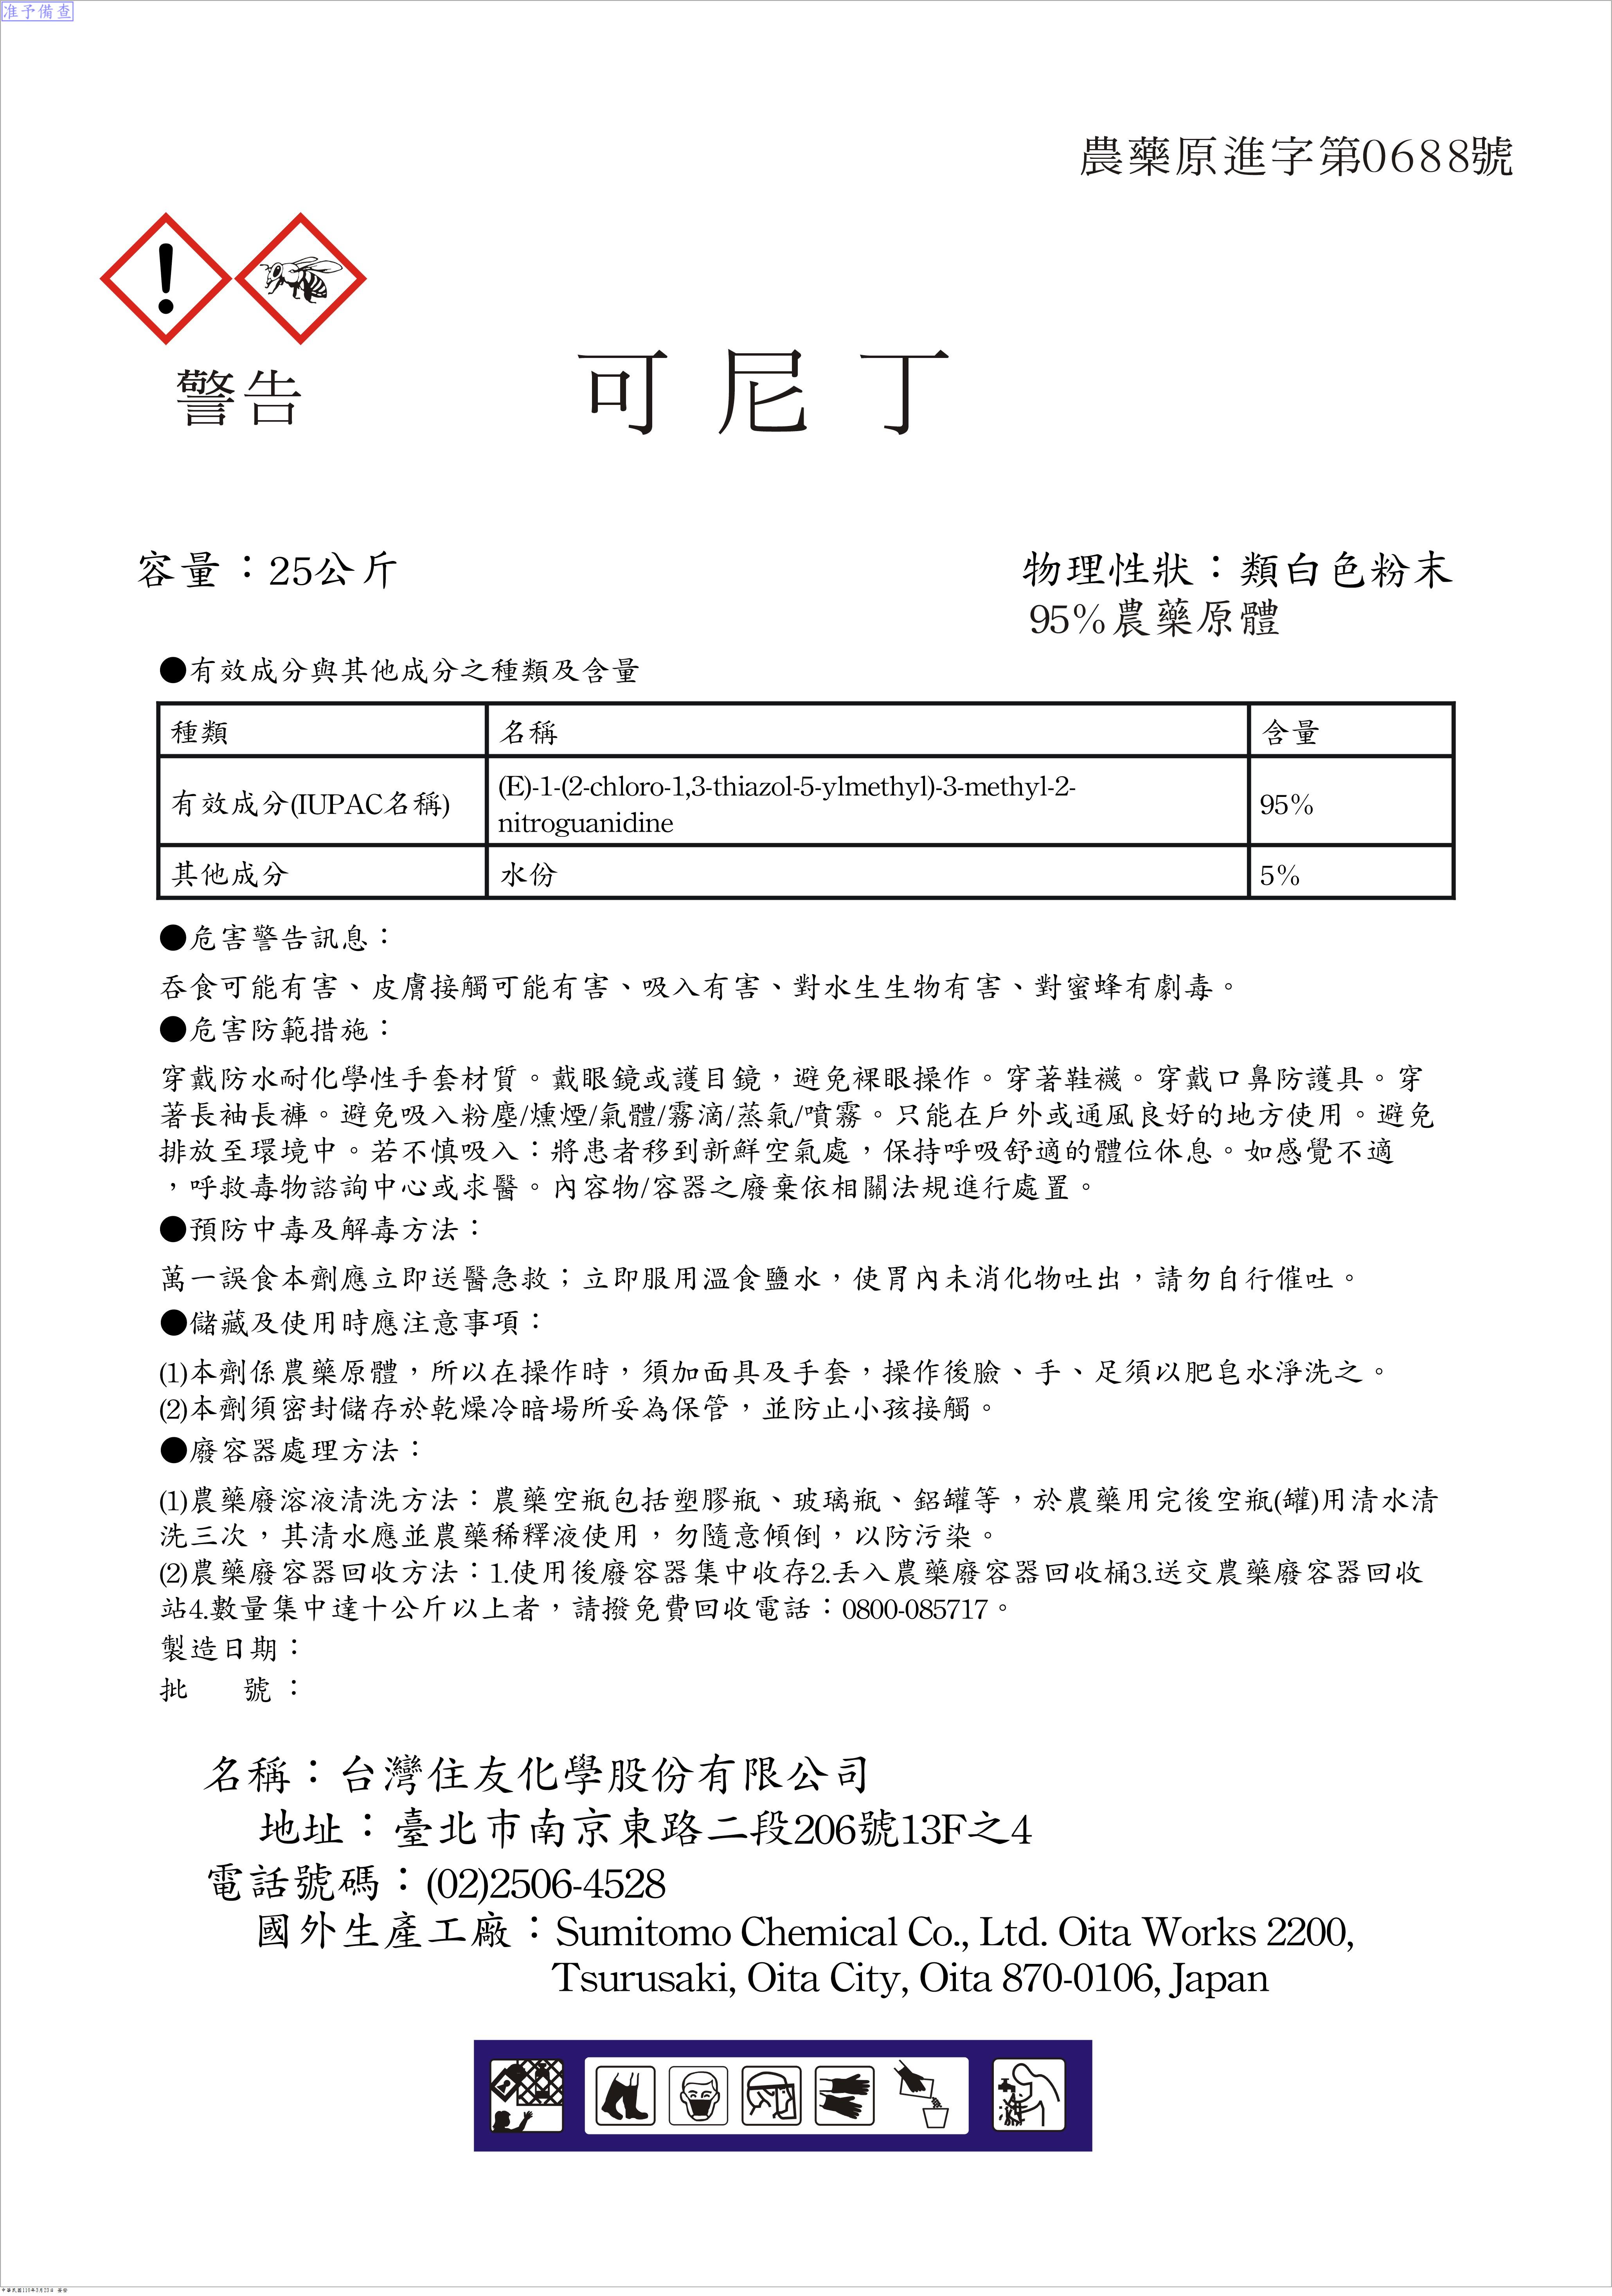 准予備查
農藥原進字第0688號
警告
可尼丁
容量：25公斤
物理性狀：類白色粉末
95%農藥原體
●有效成分與其他成分之種類及含量
種類 名稱 含量
有效成分(IUPAC名稱) (E)-1-(2-chloro-1,3-thiazol-5-ylmethyl)-3-methyl-2-
nitroguanidine 95%
其他成分 水份 5%
●危害警告訊息：
吞食可能有害、皮膚接觸可能有害、吸入有害、對水生生物有害、對蜜蜂有劇毒。
●危害防範措施：
穿戴防水耐化學性手套材質。戴眼鏡或護目鏡，避免裸眼操作。穿著鞋襪。穿戴口鼻防護具。穿
著長袖長褲。避免吸入粉塵/燻煙/氣體/霧滴/蒸氣/噴霧。只能在戶外或通風良好的地方使用。避免
排放至環境中。若不慎吸入：將患者移到新鮮空氣處，保持呼吸舒適的體位休息。如感覺不適
，呼救毒物諮詢中心或求醫。內容物/容器之廢棄依相關法規進行處置。
●預防中毒及解毒方法：
萬一誤食本劑應立即送醫急救；立即服用溫食鹽水，使胃內未消化物吐出，請勿自行催吐。
●儲藏及使用時應注意事項：
(1)本劑係農藥原體，所以在操作時，須加面具及手套，操作後臉、手、足須以肥皂水淨洗之。
(2)本劑須密封儲存於乾燥冷暗場所妥為保管，並防止小孩接觸。
●廢容器處理方法：
(1)農藥廢溶液清洗方法：農藥空瓶包括塑膠瓶、玻璃瓶、鋁罐等，於農藥用完後空瓶(罐)用清水清
洗三次，其清水應並農藥稀釋液使用，勿隨意傾倒，以防污染。
(2)農藥廢容器回收方法：1.使用後廢容器集中收存2.丟入農藥廢容器回收桶3.送交農藥廢容器回收
站4.數量集中達十公斤以上者，請撥免費回收電話：0800-085717。
製造日期：
批　號：
名稱：台灣住友化學股份有限公司
地址：臺北市南京東路二段206號13F之4
電話號碼：(02)2506-4528
國外生產工廠：Sumitomo Chemical Co., Ltd. Oita Works 2200,
Tsurusaki, Oita City, Oita 870-0106, Japan